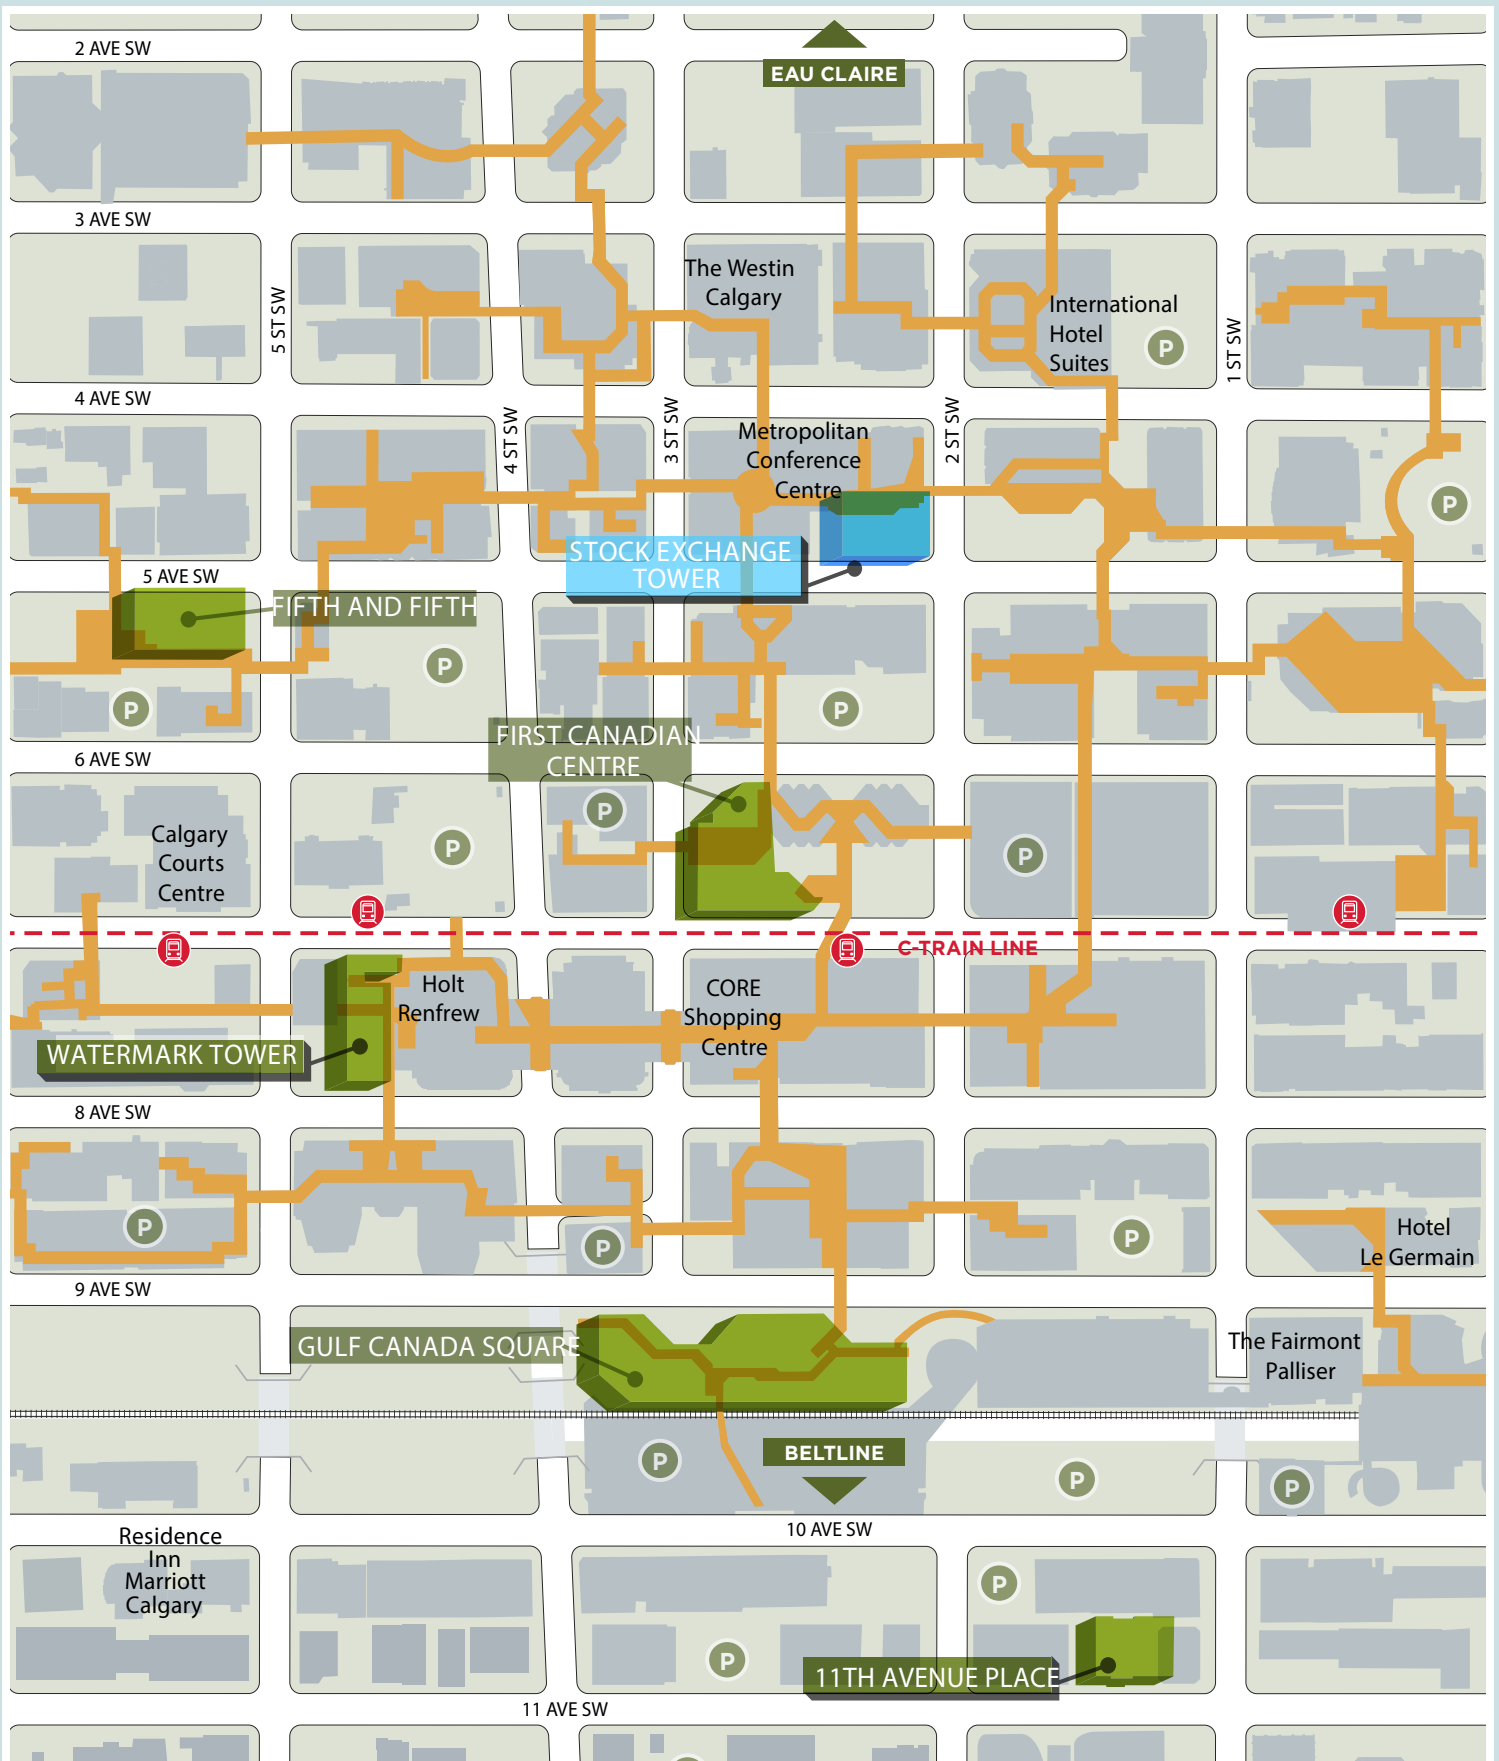 2 AVE SW
EAU CLAIRE
3 AVE SW
The Westin
Calgary
5 ST SW
International
Hotel
Suites
P
1 ST SW
4 AVE SW
4 ST SW
3 ST SW
2 ST SW
Metropolitan
Conference
Centre
P
STOCK EXCHANGE
TOWER
5 AVE SW
FIFTH AND FIFTH
P
P
P
FIRST CANADIAN
CENTRE
6 AVE SW
P
Calgary
Courts
Centre
P
P
C-TRAIN LINE
Holt
Renfrew
CORE
Shopping
Centre
WATERMARK TOWER
8 AVE SW
P
P
P
Hotel
Le Germain
9 AVE SW
GULF CANADA SQUARE
The Fairmont
Palliser
BELTLINE
P
P
P
10 AVE SW
Residence
Inn
Marriott
Calgary
P
P
11TH AVENUE PLACE
11 AVE SW